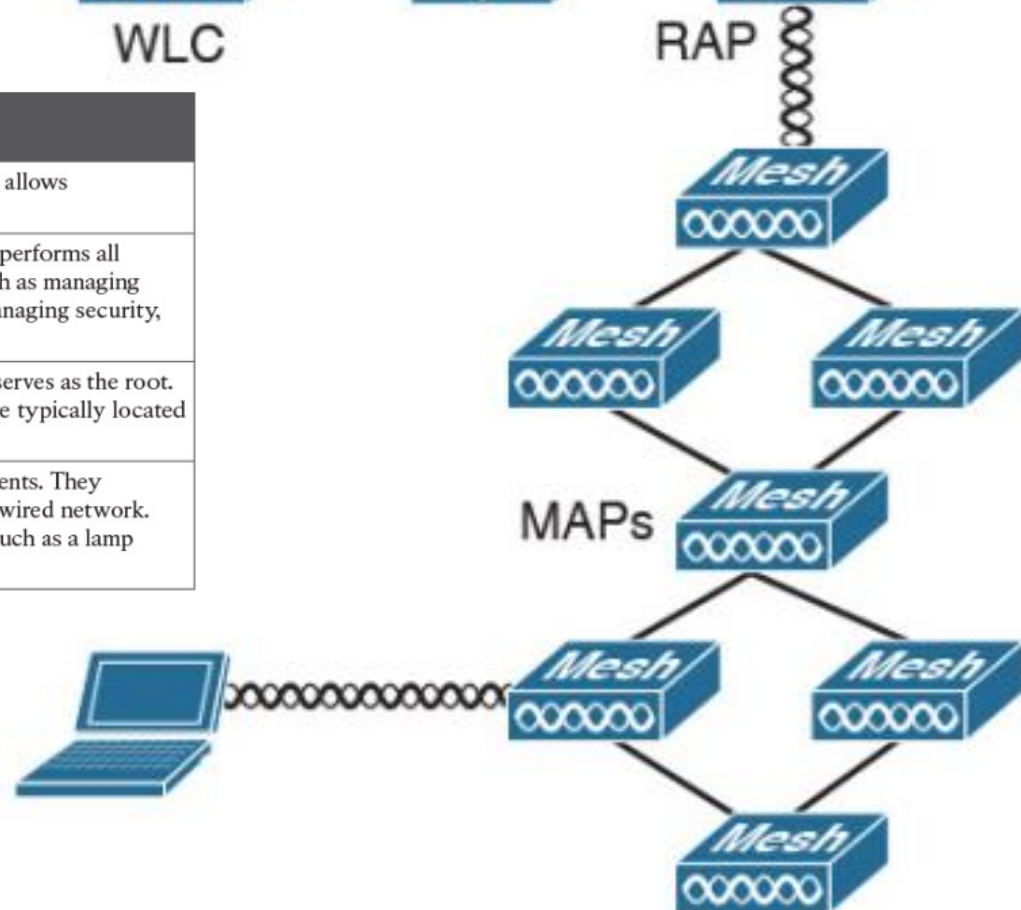 WLC
RAP
allows
performs all
h as managing
naging security,
serves as the root.
e typically located
ents. They
wired network.
uch as a lamp
Mesh
Mesh
Mesh
MAPs
Mesh
Mesh
Mesh
Mesh